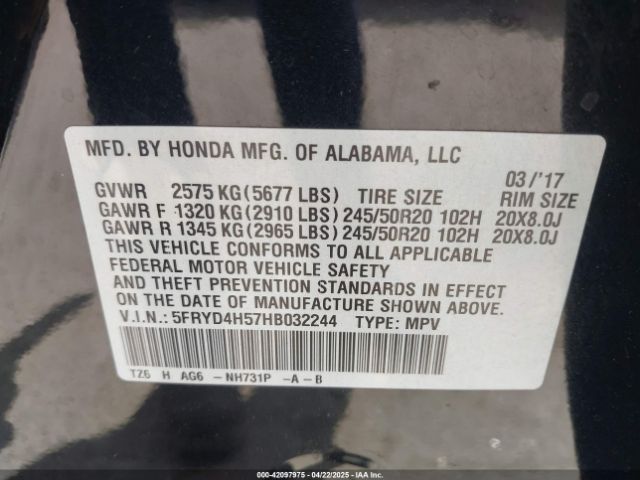 MFD. BY HONDA MFG. OF ALABAMA, LLC
03/'17
GVWR 2575 KG(5677 LBS) TIRE SIZE RIM SIZE
GAWR F 1320 KG(2910 LBS) 245/50R20 102H 20X8.0J
GAWR R 1345 KG(2965 LBS) 245/50R20 102H 20X8.0J
THIS VEHICLE CONFORMS TO ALL APPLICABLE
FEDERAL MOTOR VEHICLE SAFETY
AND THEFT PREVENTION STANDARDS IN EFFECT
ON THE DATE OF MANUFACTURE SHOWN ABOVE.
V.I.N.: 5FRYD4H57HB032244 TYPE: MPV
TZ6 H AG6 -NH731P -A-B
000-42097975 - 04/22/2025 - IAAI.COM